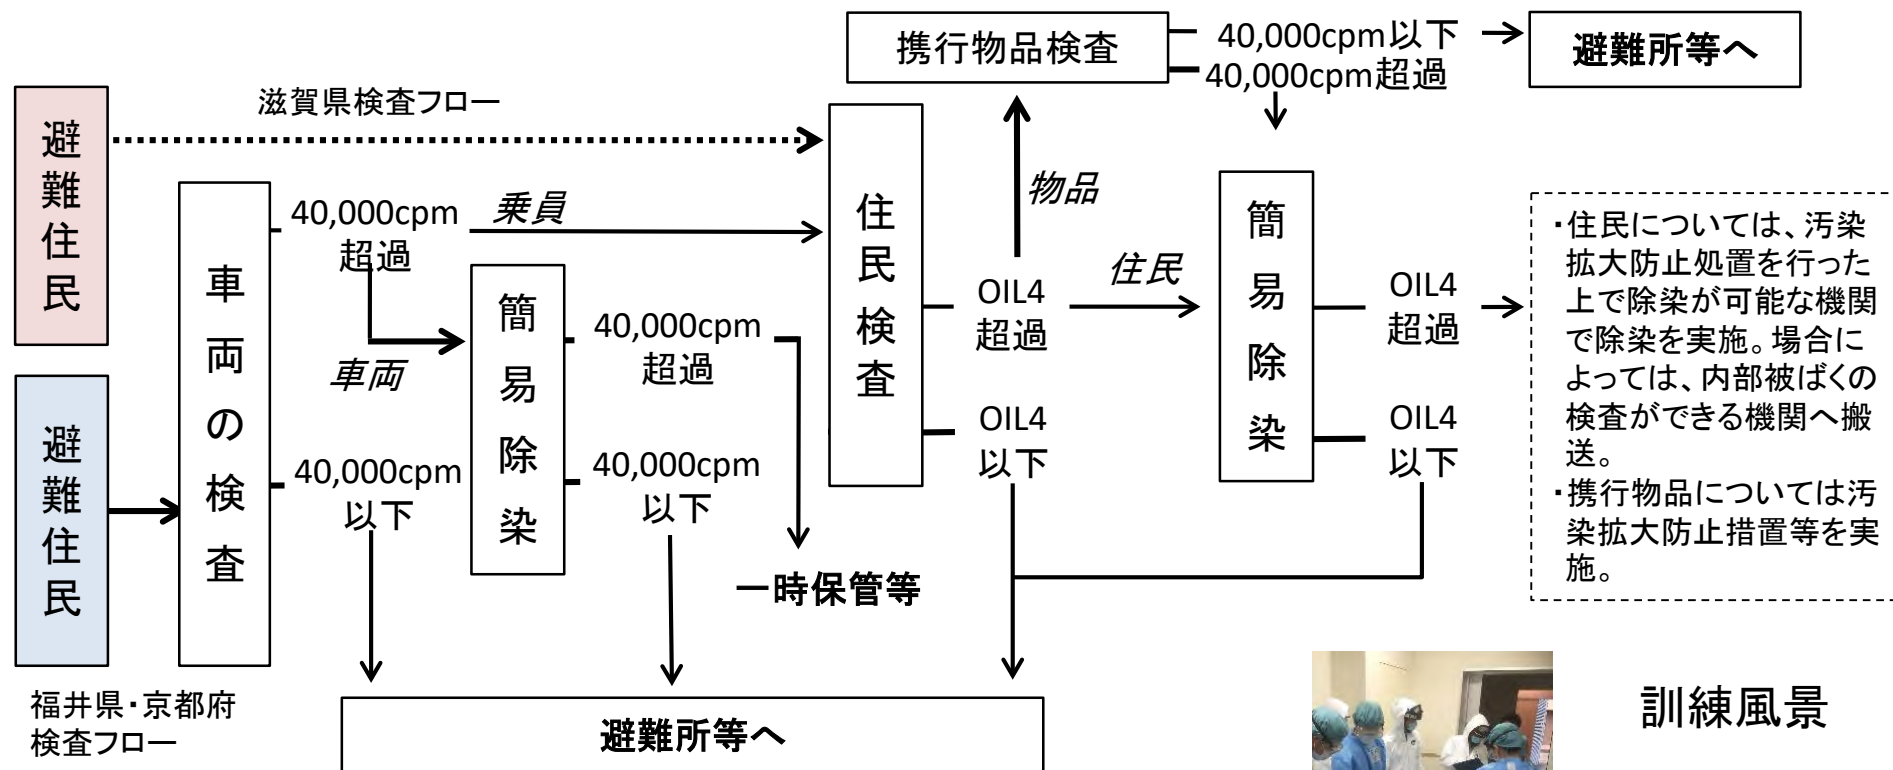 携行物品検査
40,000cpm以下
40,000cpm超過
避難所等へ
滋賀県検査フロー
避難住民
避難住民
福井県・京都府
検査フロー
車両の検査
40,000cpm
超過
乗員
車両
40,000cpm
以下
簡易除染
40,000cpm
超過
40,000cpm
以下
一時保管等
避難所等へ
住民検査
物品
OIL4
超過
住民
OIL4
以下
簡易除染
OIL4
超過
OIL4
以下
・住民については、汚染
拡大防止処置を行った
上で除染が可能な機関
で除染を実施。場合に
よっては、内部被ばくの
検査ができる機関へ搬
送。
・携行物品については汚
染拡大防止措置等を実
施。
訓練風景